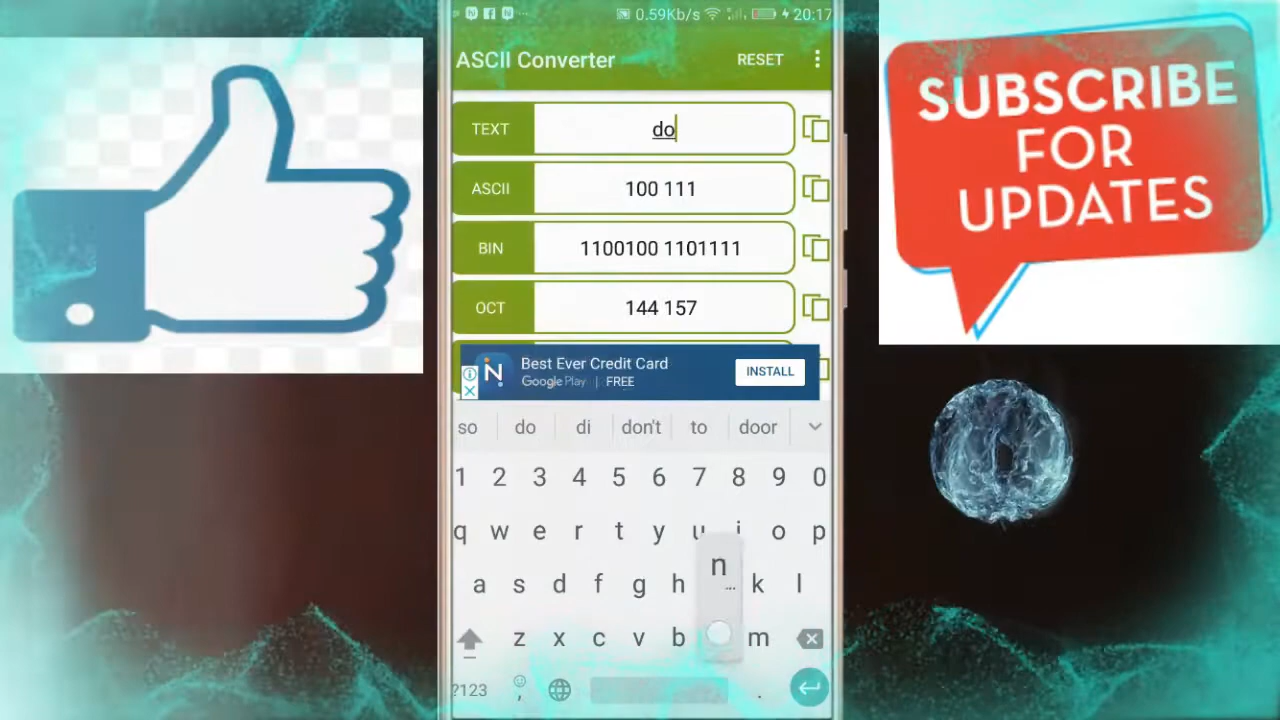 0.59Kb/s 20:17
ASCII Converter RESET
TEXT do
ASCII 100 111
BIN 1100100 1101111
OCT 144 157
N Best Ever Credit Card
Google Play | FREE
INSTALL
so do di don't to door
1 2 3 4 5 6 7 8 9 0
q w e r t y u i o p
a s d f g h k l
n
z x c v b m
?123 , .
SUBSCRIBE
FOR
UPDATES